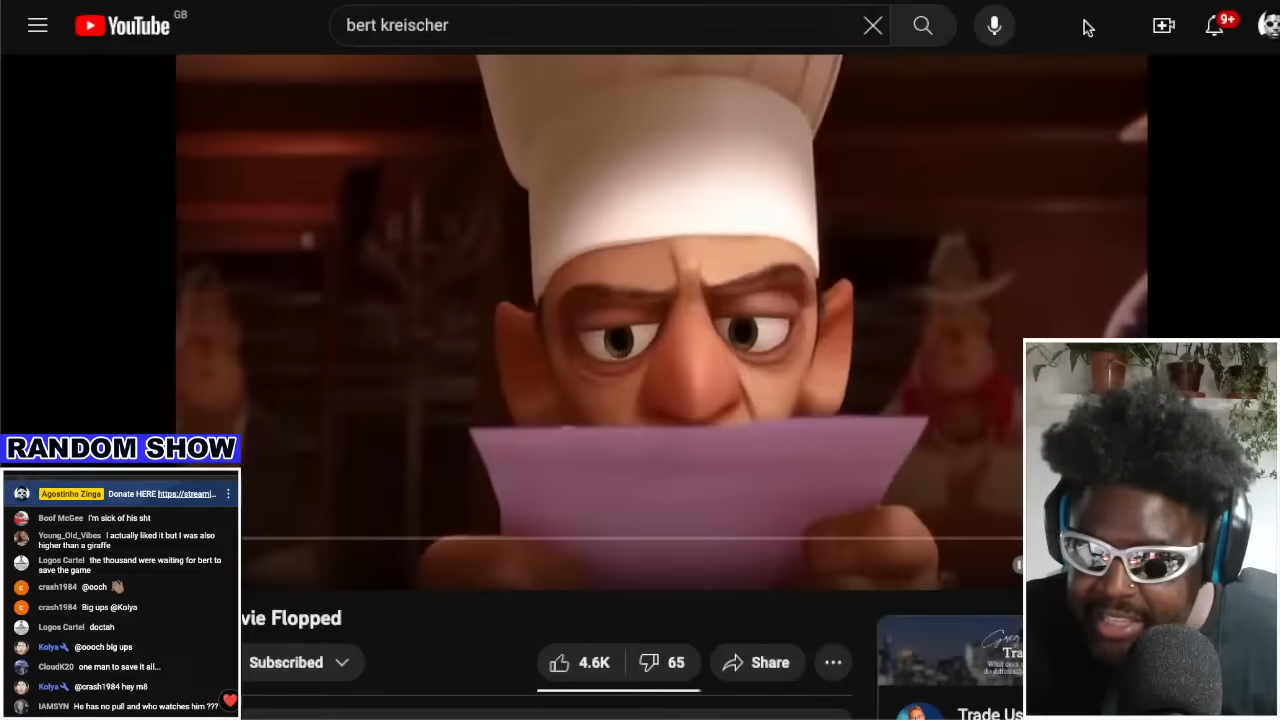 YouTube GB
bert kreischer
9+
RANDOM SHOW
Agostinho Zinga Donate HERE https://streaml...
Boof McGee I'm sick of his sht
Young_Old_Vibes I actually liked it but I was also
higher than a giraffe
Logos Cartel the thousand were waiting for bert to
save the game
c crash1984 @ooch
c crash1984 Big ups @Kolya
Logos Cartel doctah
Kolya @oooch big ups
CloudK20 one man to save it all...
Kolya @crash1984 hey m8
IAMSYN He has no pull and who watches him ???
vie Flopped
Subscribed
4.6K
65
Share
Tra
Trade Us